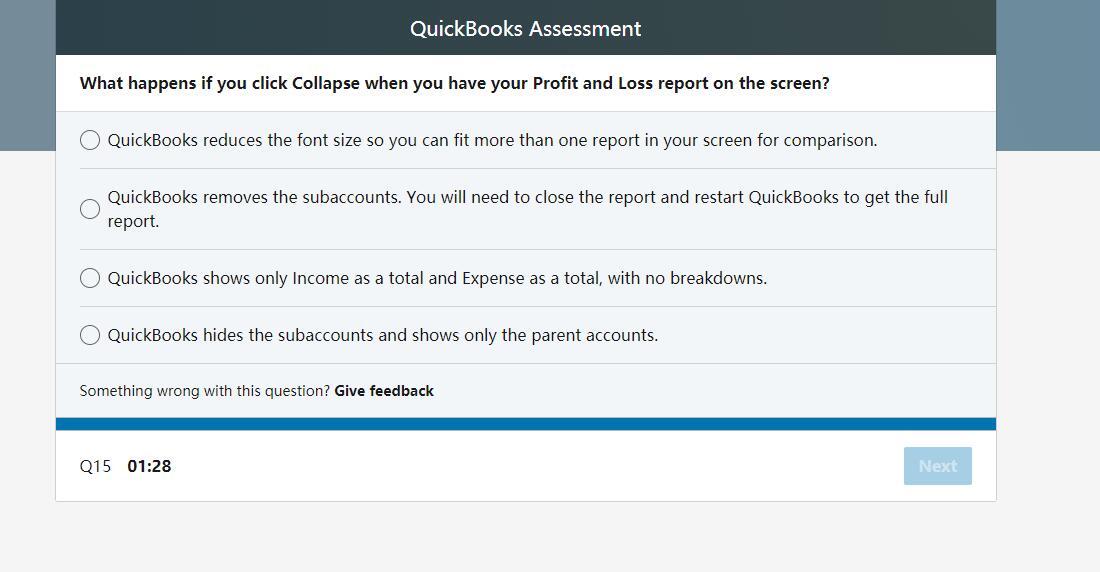 QuickBooks Assessment
What happens if you click Collapse when you have your Profit and Loss report on the screen?
QuickBooks reduces the font size so you can fit more than one report in your screen for comparison.
QuickBooks removes the subaccounts. You will need to close the report and restart QuickBooks to get the full
report.
QuickBooks shows only Income as a total and Expense as a total, with no breakdowns.
QuickBooks hides the subaccounts and shows only the parent accounts.
Something wrong with this question? Give feedback
Q15 01:28
Next